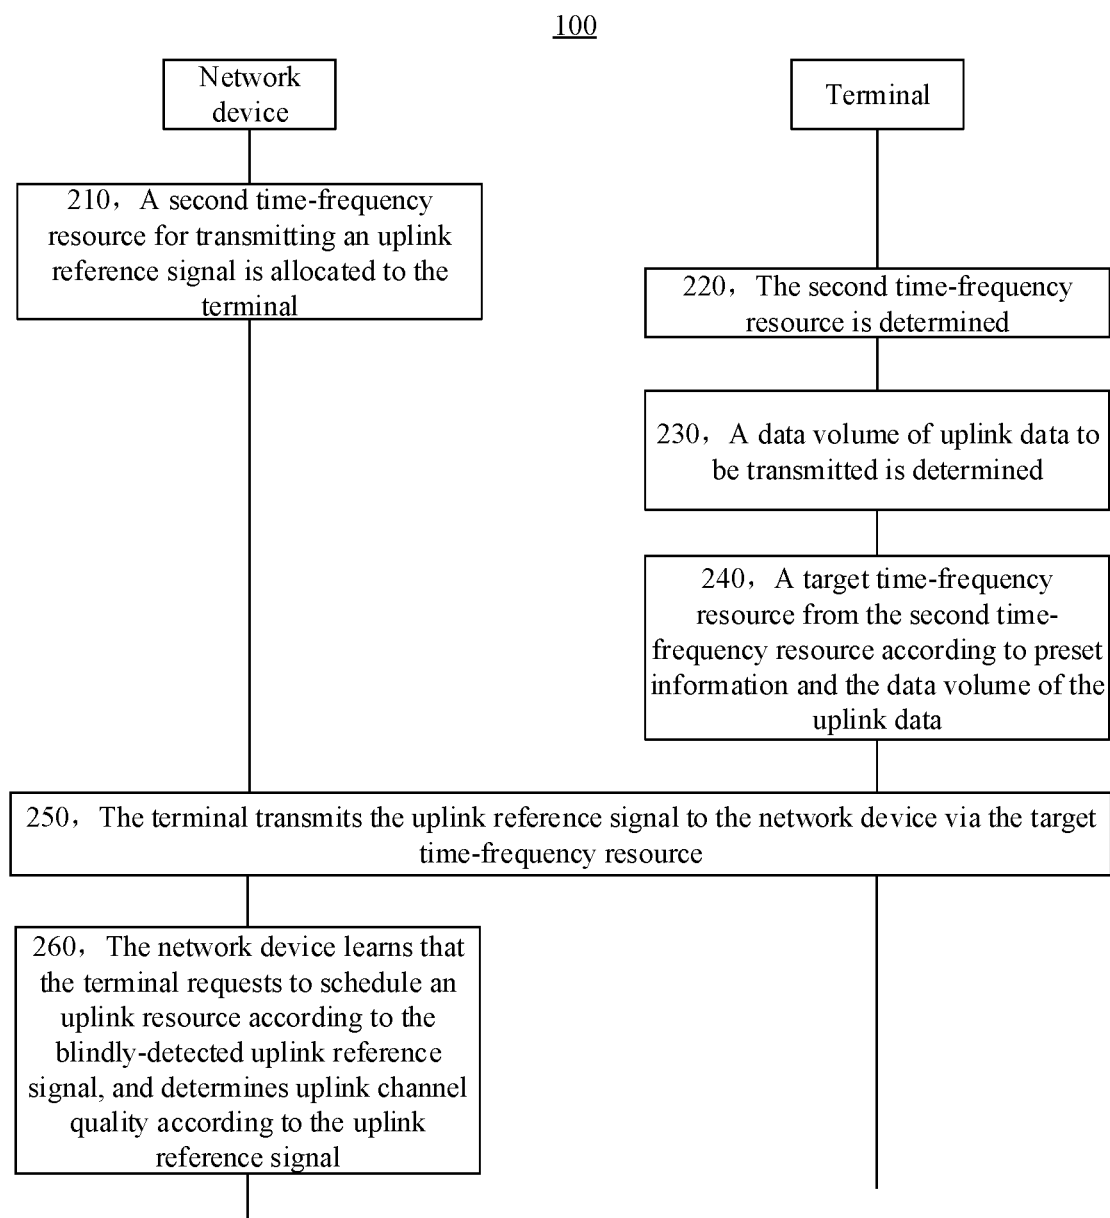 100
Network
device
Terminal
210，A second time-frequency
resource for transmitting an uplink
reference signal is allocated to the
terminal
220，The second time-frequency
resource is determined
230，A data volume of uplink data to
be transmitted is determined
240，A target time-frequency
resource from the second time-
frequency resource according to preset
information and the data volume of the
uplink data
250，The terminal transmits the uplink reference signal to the network device via the target
time-frequency resource
260，The network device learns that
the terminal requests to schedule an
uplink resource according to the
blindly-detected uplink reference
signal, and determines uplink channel
quality according to the uplink
reference signal